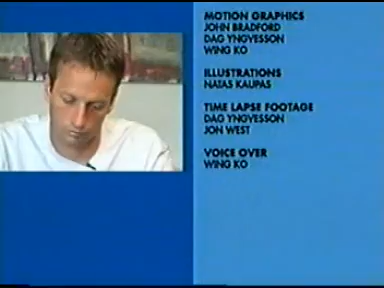 MOTION GRAPHICS
JOHN BRADFORD
DAG YNGVESSON
WING KO
ILLUSTRATIONS
NATAS KAUPAS
TIME LAPSE FOOTAGE
DAG YNGVESSON
JON WEST
VOICE OVER
WING KO